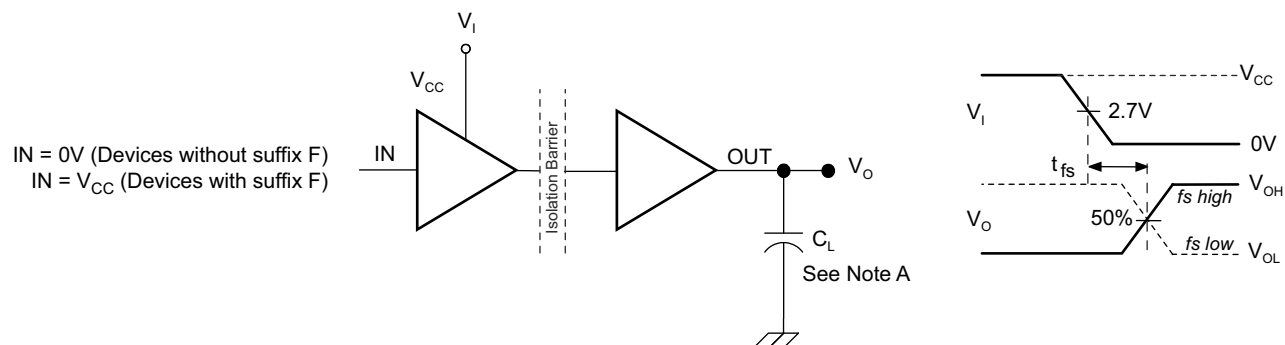 V_I
V_CC
IN = 0V (Devices without suffix F)
IN = V_CC (Devices with suffix F)
IN
Isolation Barrier
OUT
V_O
C_L
See Note A
V_I
V_CC
2.7V
0V
t_fs
V_O
50%
fs high
V_OH
fs low
V_OL